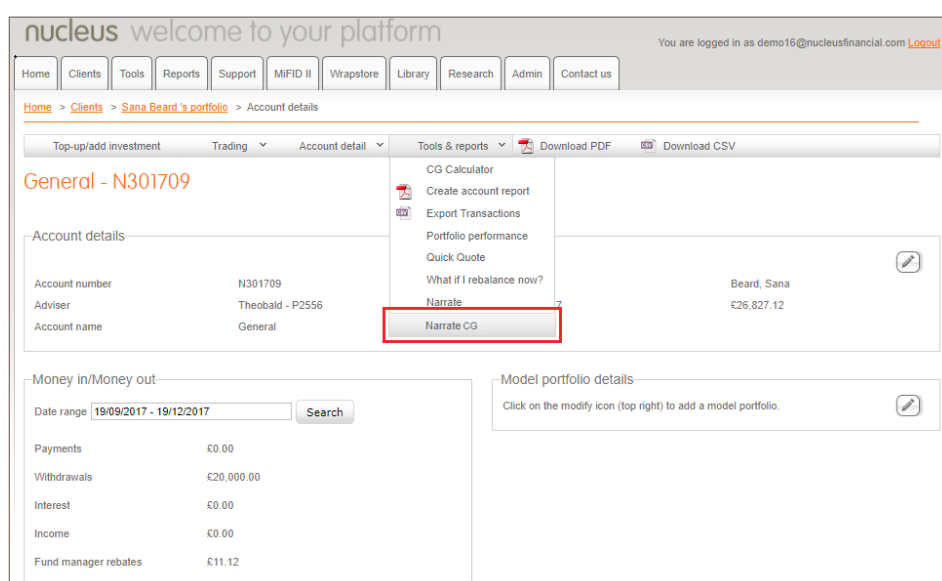 nucleus welcome to your platform
You are logged in as demo16@nucleusfinancial.com Logout
Home Clients Tools Reports Support MiFID II Wrapstore Library Research Admin Contact us
Home > Clients > Sana Beard 's portfolio > Account details
Top-up/add investment Trading Account detail Tools & reports Download PDF CSV Download CSV
CG Calculator
General - N301709
Create account report
CSV Export Transactions
Portfolio performance
Quick Quote
What if I rebalance now?
Narrate
Narrate CG
Account details
Account number N301709 Beard, Sana
Adviser Theobald - P2556 7 £26,827.12
Account name General
Money in/Money out
Date range 19/09/2017 - 19/12/2017 Search
Payments £0.00
Withdrawals £20,000.00
Interest £0.00
Income £0.00
Fund manager rebates £11.12
Model portfolio details
Click on the modify icon (top right) to add a model portfolio.